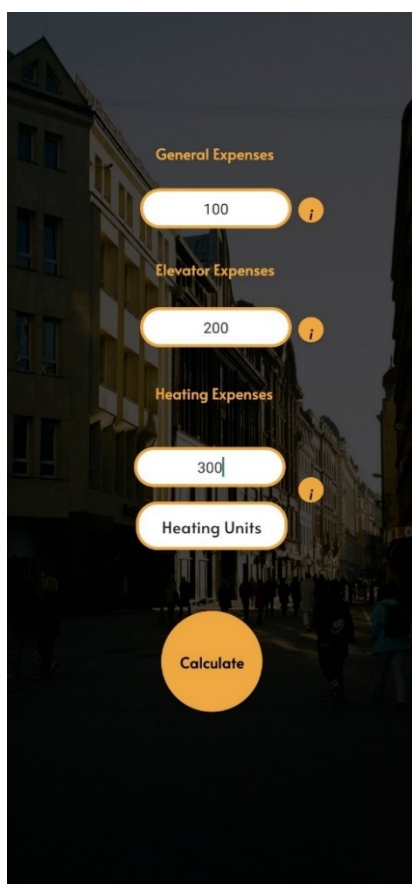 General Expenses
100
i
Elevator Expenses
200
i
Heating Expenses
300
i
Heating Units
Calculate